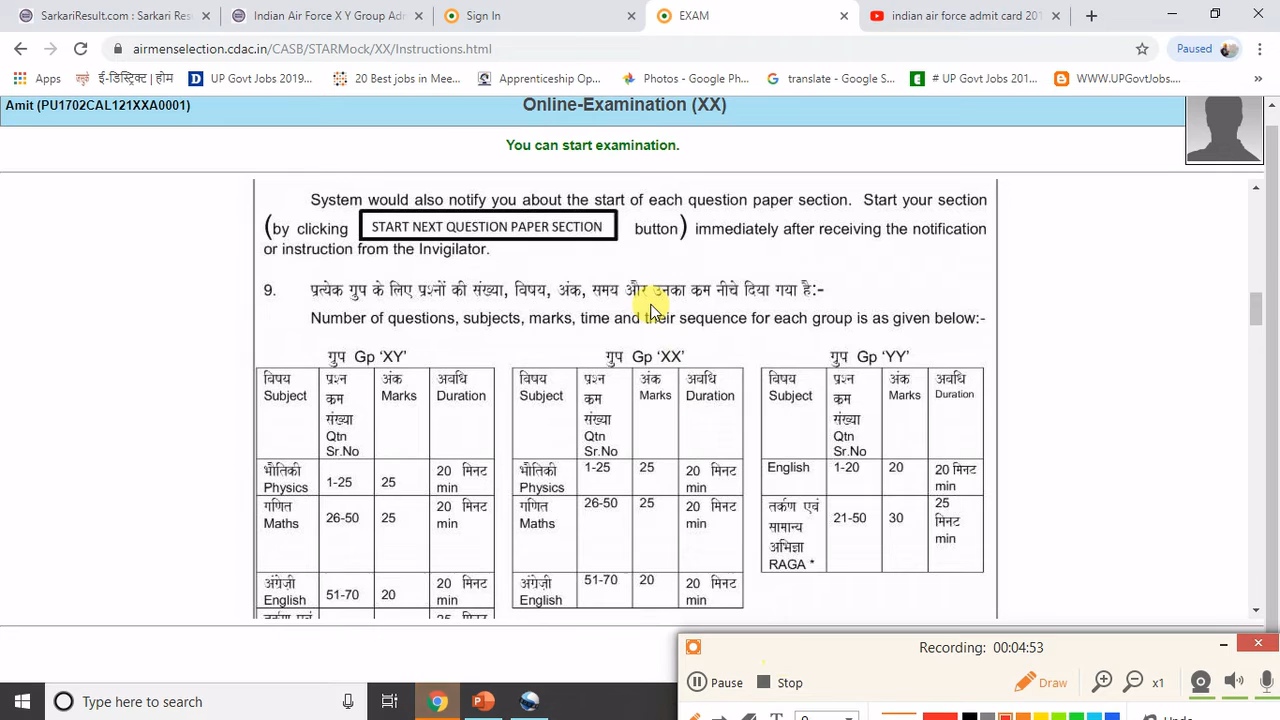 SarkariResult.com : Sarkari Resu
Indian Air Force X Y Group Adm
Sign In
EXAM
indian air force admit card 201
airmenselection.cdac.in/CASB/STARMock/XX/Instructions.html
Paused
Apps
ई-डिस्ट्रिक्ट | होम
UP Govt Jobs 2019...
20 Best jobs in Mee...
Apprenticeship Op...
Photos - Google Ph...
translate - Google S...
# UP Govt Jobs 201...
WWW.UPGovtJobs....
Amit (PU1702CAL121XXA0001)
Online-Examination (XX)
You can start examination.
System would also notify you about the start of each question paper section. Start your section
(by clicking START NEXT QUESTION PAPER SECTION button) immediately after receiving the notification
or instruction from the Invigilator.
9. प्रत्येक गुप के लिए प्रश्नों की संख्या, विषय, अंक, समय और उनका कम नीचे दिया गया है:-
Number of questions, subjects, marks, time and their sequence for each group is as given below:-
गुप Gp 'XY'
विषय Subject
प्रश्न कम संख्या Qtn Sr.No
अंक Marks
अवधि Duration
भौतिकी Physics 1-25 25 20 मिनट min
गणित Maths 26-50 25 20 मिनट min
अंग्रेज़ी English 51-70 20 20 मिनट min
गुप Gp 'XX'
विषय Subject
प्रश्न कम संख्या Qtn Sr.No
अंक Marks
अवधि Duration
भौतिकी Physics 1-25 25 20 मिनट min
गणित Maths 26-50 25 20 मिनट min
अंग्रेज़ी English 51-70 20 20 मिनट min
गुप Gp 'YY'
विषय Subject
प्रश्न कम संख्या Qtn Sr.No
अंक Marks
अवधि Duration
English 1-20 20 20 मिनट min
तर्कण एवं सामान्य अभिज्ञा RAGA * 21-50 30 25 मिनट min
Recording: 00:04:53
Pause
Stop
Draw
x1
Type here to search
T
Undo